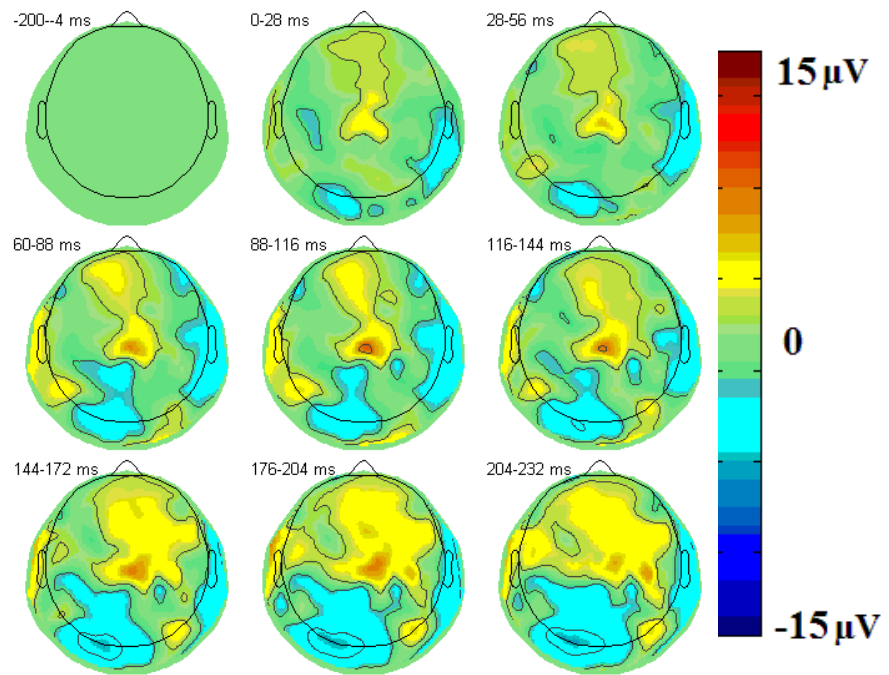 -200--4 ms
0-28 ms
28-56 ms
15 µV
60-88 ms
88-116 ms
116-144 ms
0
144-172 ms
176-204 ms
204-232 ms
-15 µV